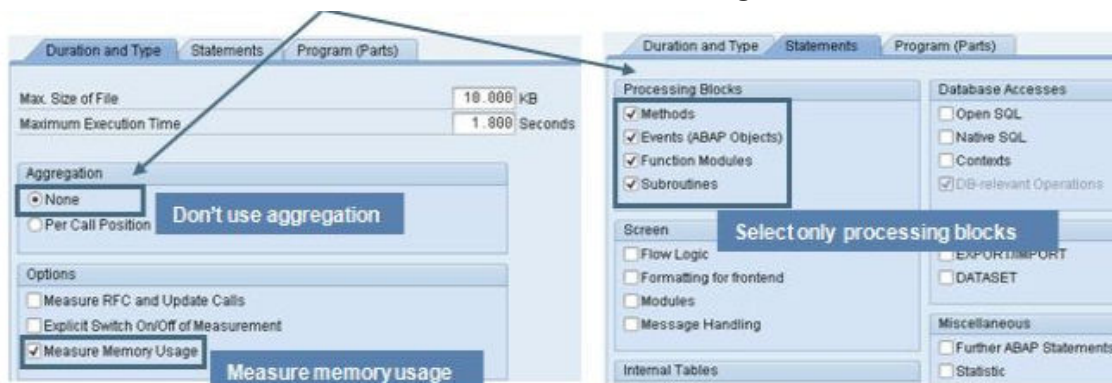 Duration and Type Statements Program (Parts)
Max. Size of File 10.000 KB
Maximum Execution Time 1.800 Seconds
Aggregation
None
Per Call Position
Don't use aggregation
Options
Measure RFC and Update Calls
Explicit Switch On/Off of Measurement
Measure Memory Usage
Measure memory usage
Duration and Type Statements Program (Parts)
Processing Blocks
Methods
Events (ABAP Objects)
Function Modules
Subroutines
Select only processing blocks
Screen
Flow Logic
Formatting for frontend
Modules
Message Handling
Internal Tables
Database Accesses
Open SQL
Native SQL
Contexts
DB-relevant Operations
EXPORT/IMPORT
DATASET
Miscellaneous
Further ABAP Statements
Statistic